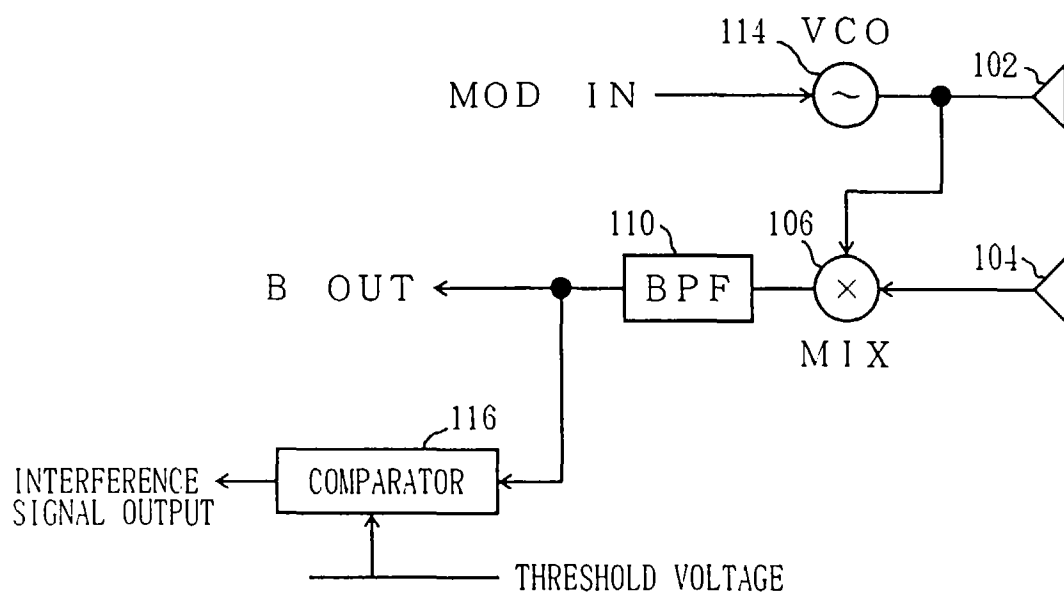 114
VCO
102
MOD IN
~
110
106
104
B OUT
BPF
×
MIX
116
INTERFERENCE
SIGNAL OUTPUT
COMPARATOR
THRESHOLD VOLTAGE